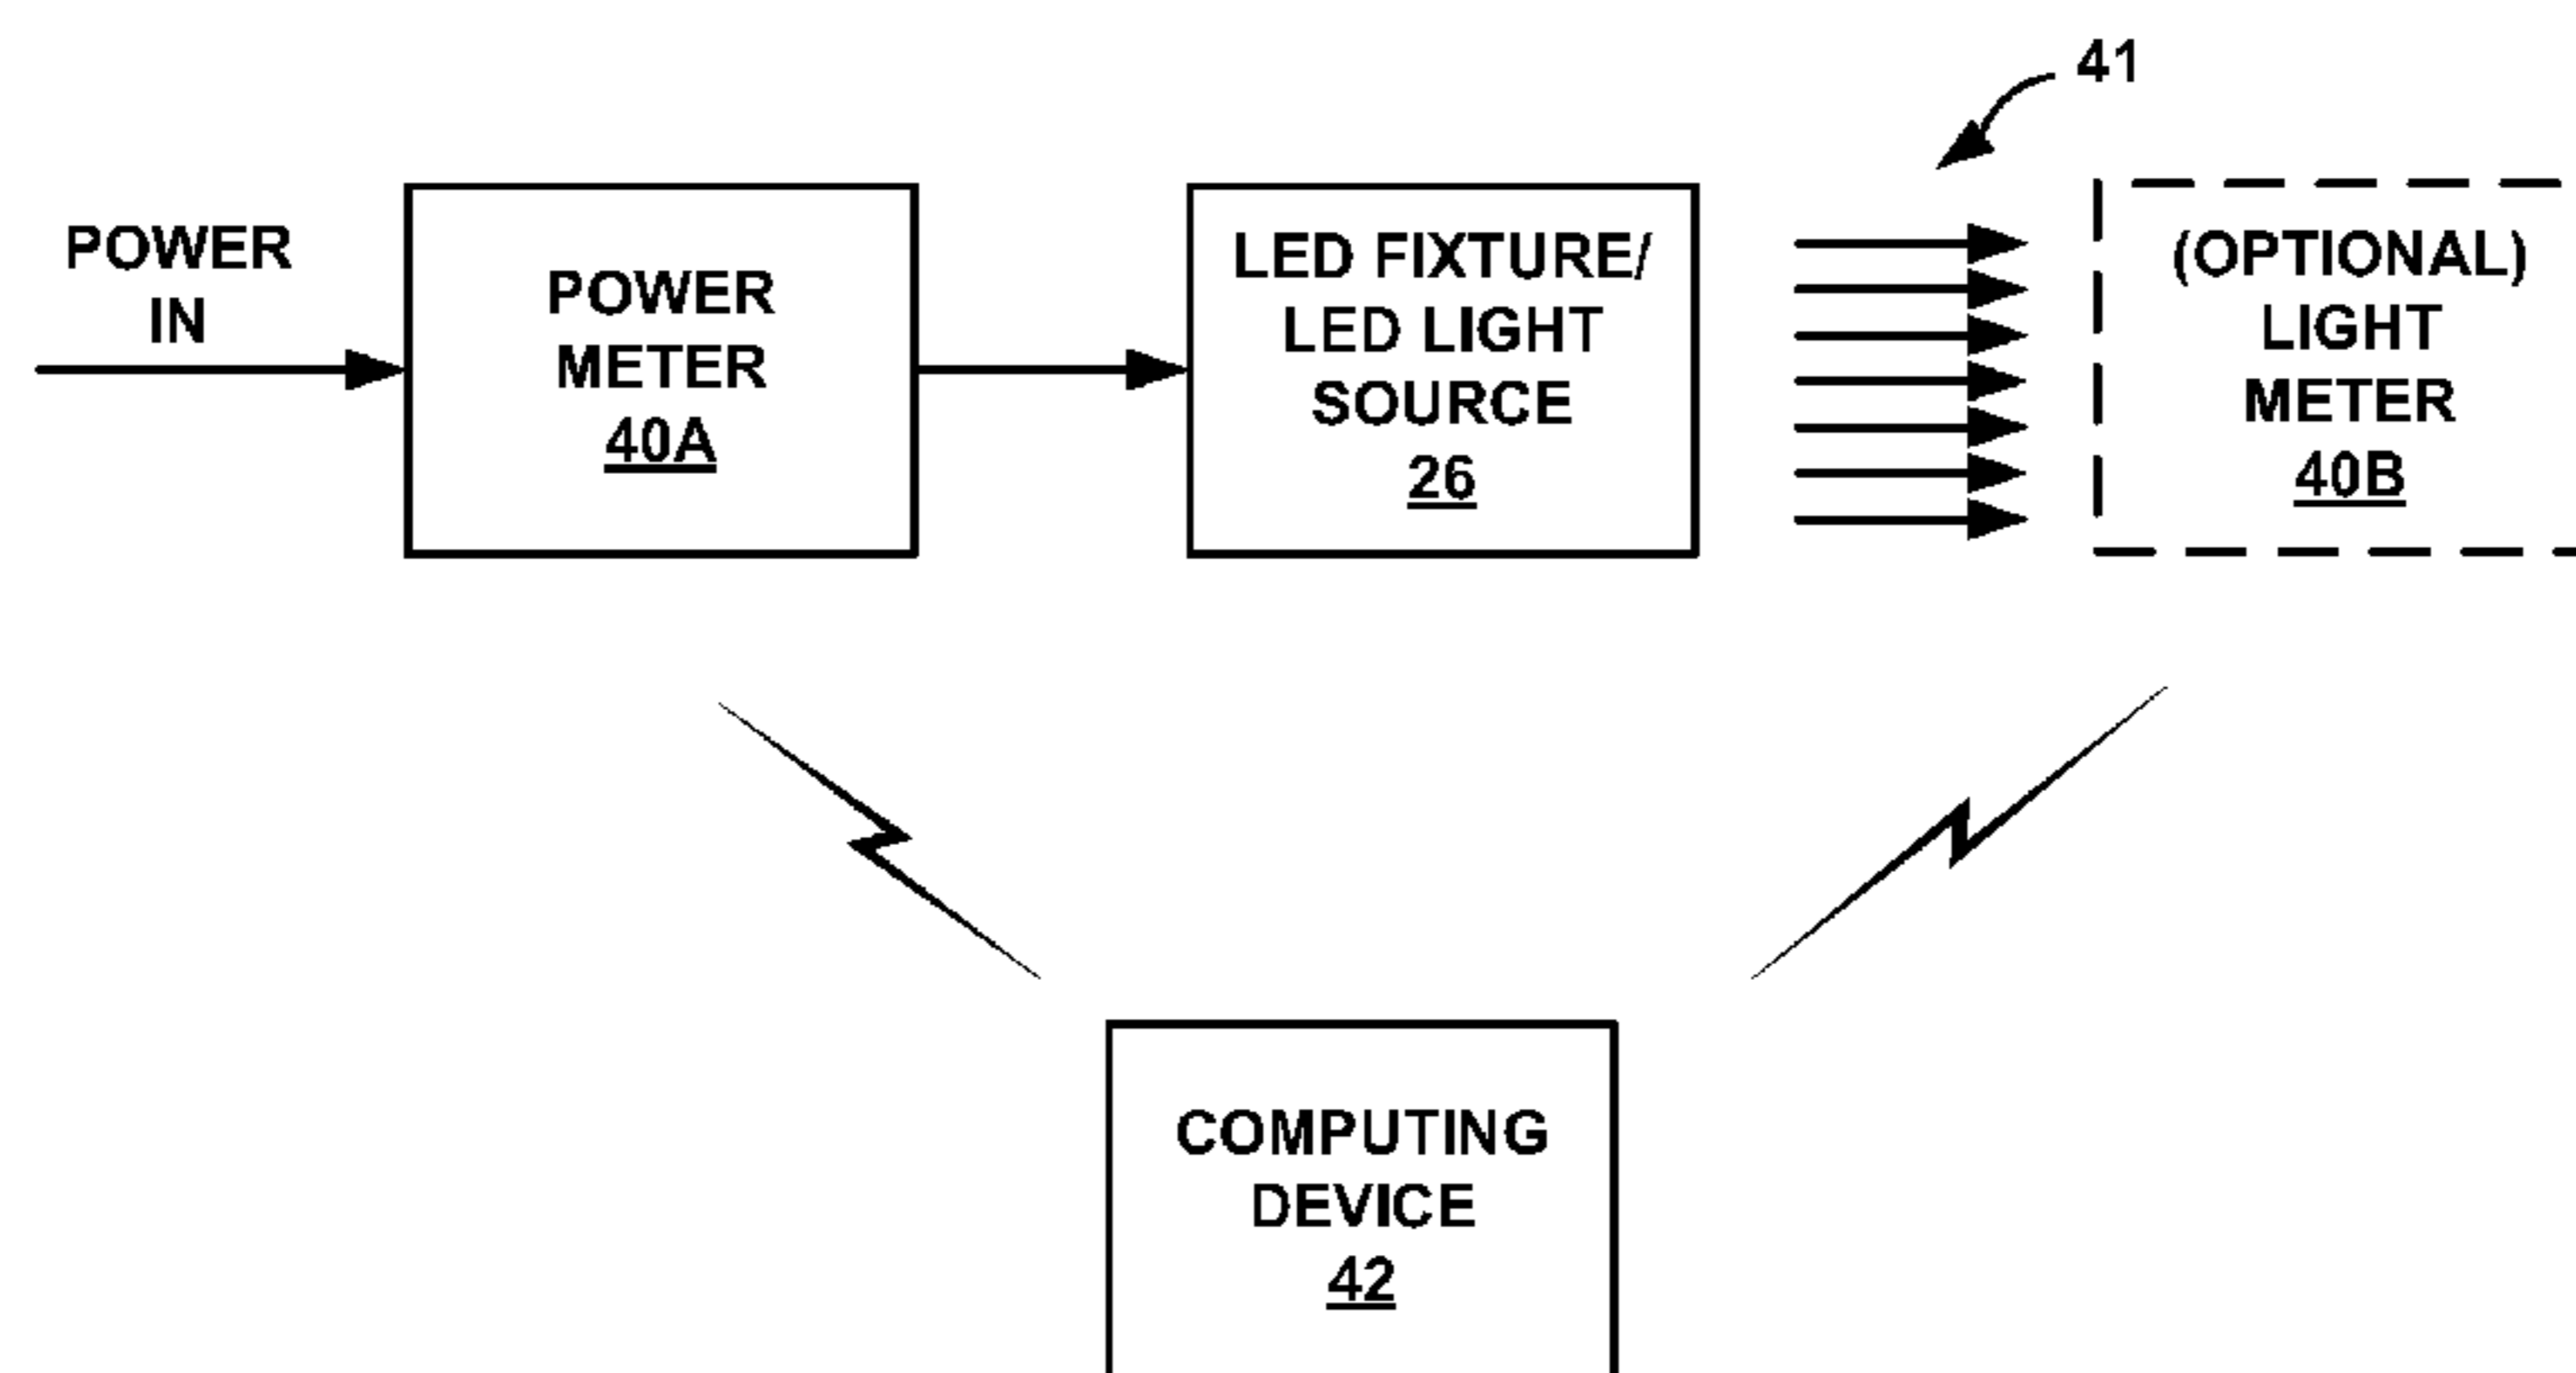 41
POWER
IN
POWER
METER
40A
LED FIXTURE/
LED LIGHT
SOURCE
26
(OPTIONAL)
LIGHT
METER
40B
COMPUTING
DEVICE
42